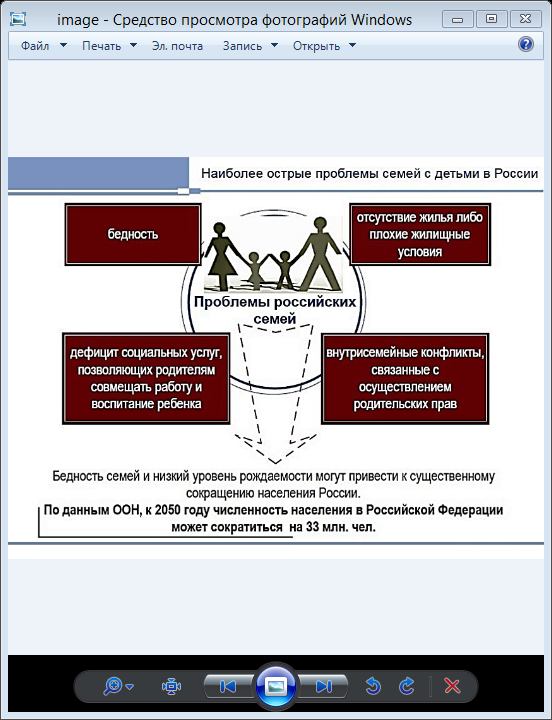 image - Средство просмотра фотографий Windows
Файл Печать Эл. почта Запись Открыть
Наиболее острые проблемы семей с детьми в России
бедность
отсутствие жилья либо
плохие жилищные
условия
Проблемы российских
семей
дефицит социальных услуг,
позволяющих родителям
совмещать работу и
воспитание ребенка
внутрисемейные конфликты,
связанные с
осуществлением
родительских прав
Бедность семей и низкий уровень рождаемости могут привести к существенному
сокращению населения России.
По данным ООН, к 2050 году численность населения в Российской Федерации
может сократиться на 33 млн. чел.